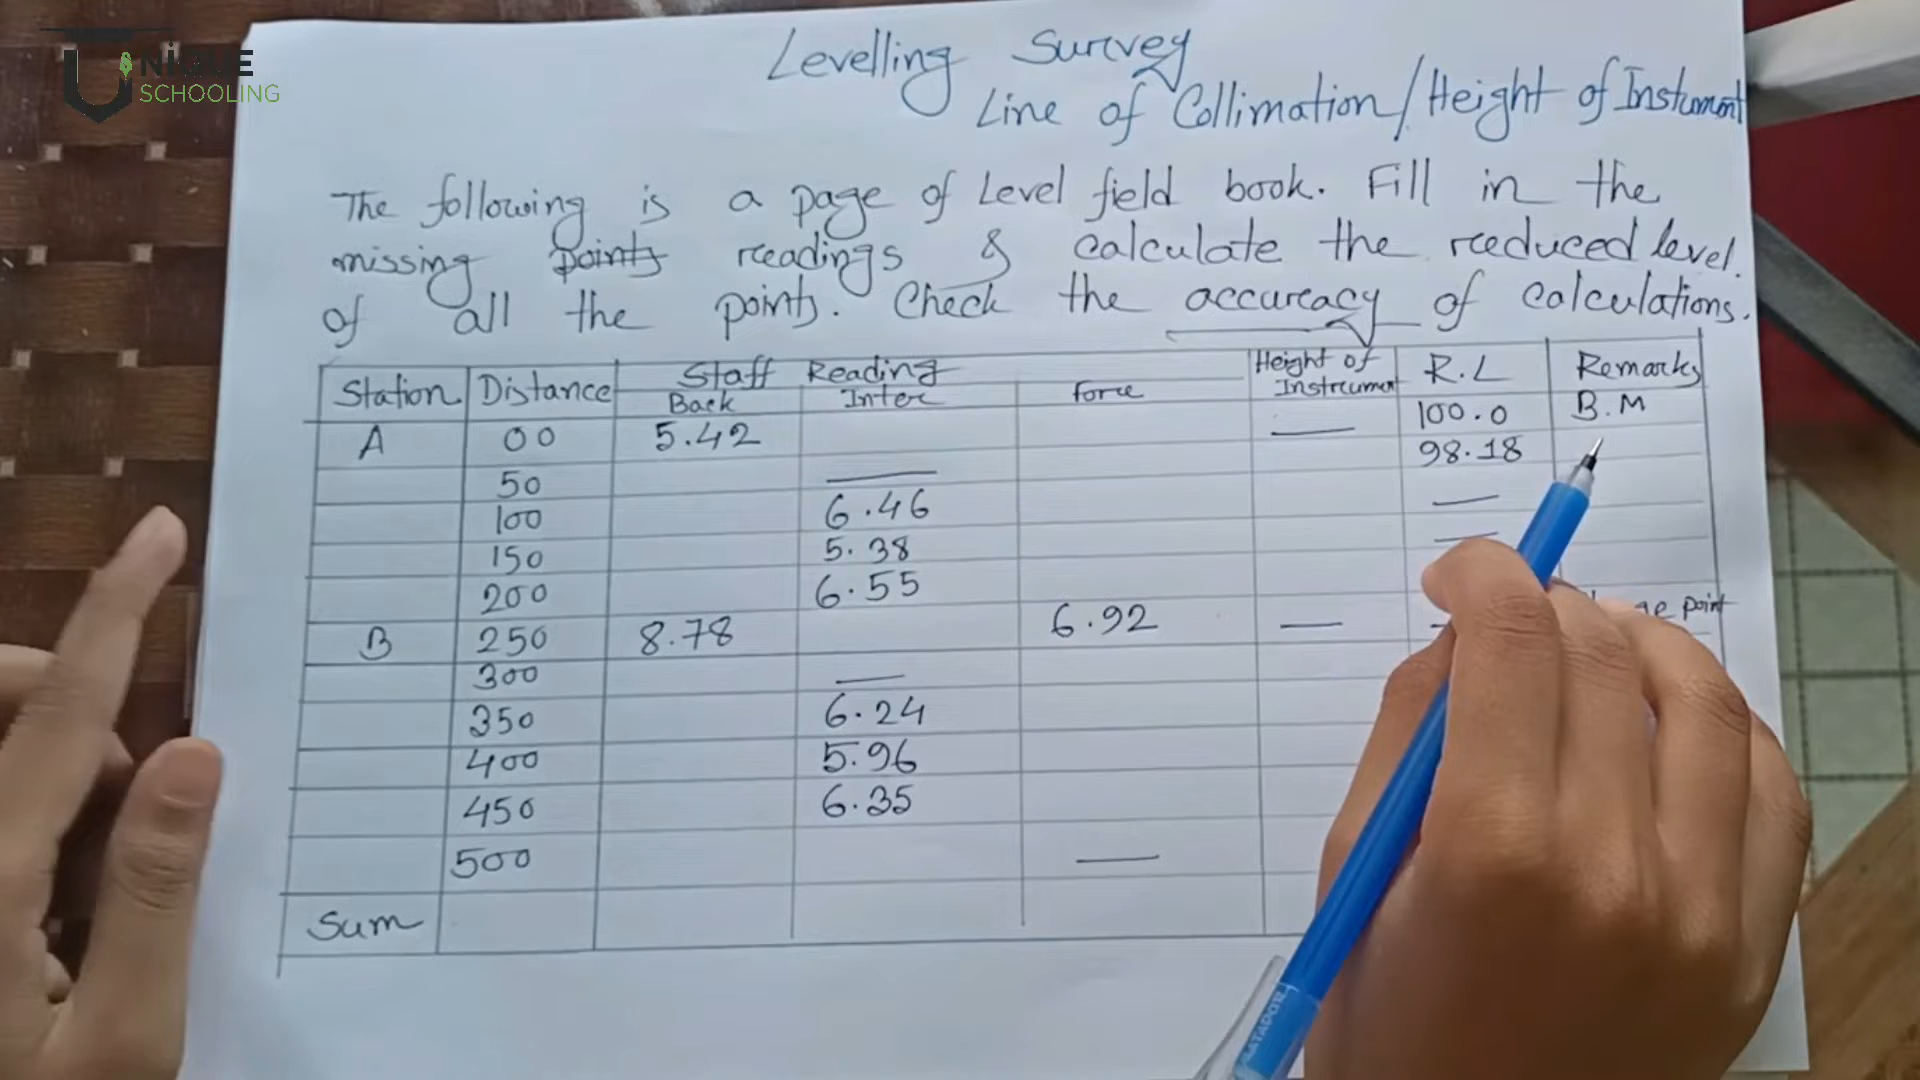 UNIQUE
SCHOOLING
Levelling Survey
Line of Collimation/Height of Instrument
The following is a page of Level field book. Fill in the
missing points readings & calculate the reduced level.
of all the points. Check the accuracy of calculations.
Station Distance Staff Reading Height of Instrument R.L Remarks
Back Inter Fore
A 00 5.42 — 100.0 B.M
50 — 98.18
100 6.46 —
150 5.38 —
200 6.55
B 250 8.78 6.92 — — point
300 —
350 6.24
400 5.96
450 6.35
500 —
Sum
MATADOR